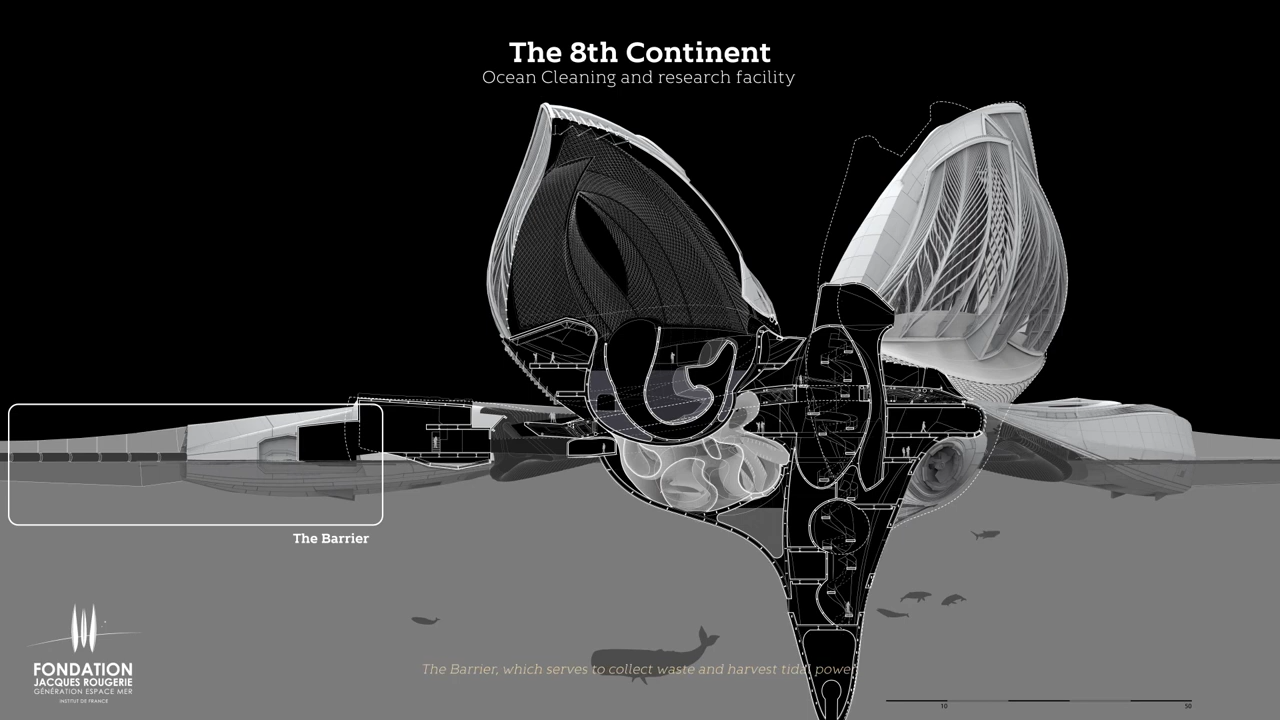 The 8th Continent
Ocean Cleaning and research facility
The Barrier
The Barrier, which serves to collect waste and harvest tidal power
FONDATION
JACQUES ROUGERIE
GÉNÉRATION ESPACE MER
INSTITUT DE FRANCE
10
50